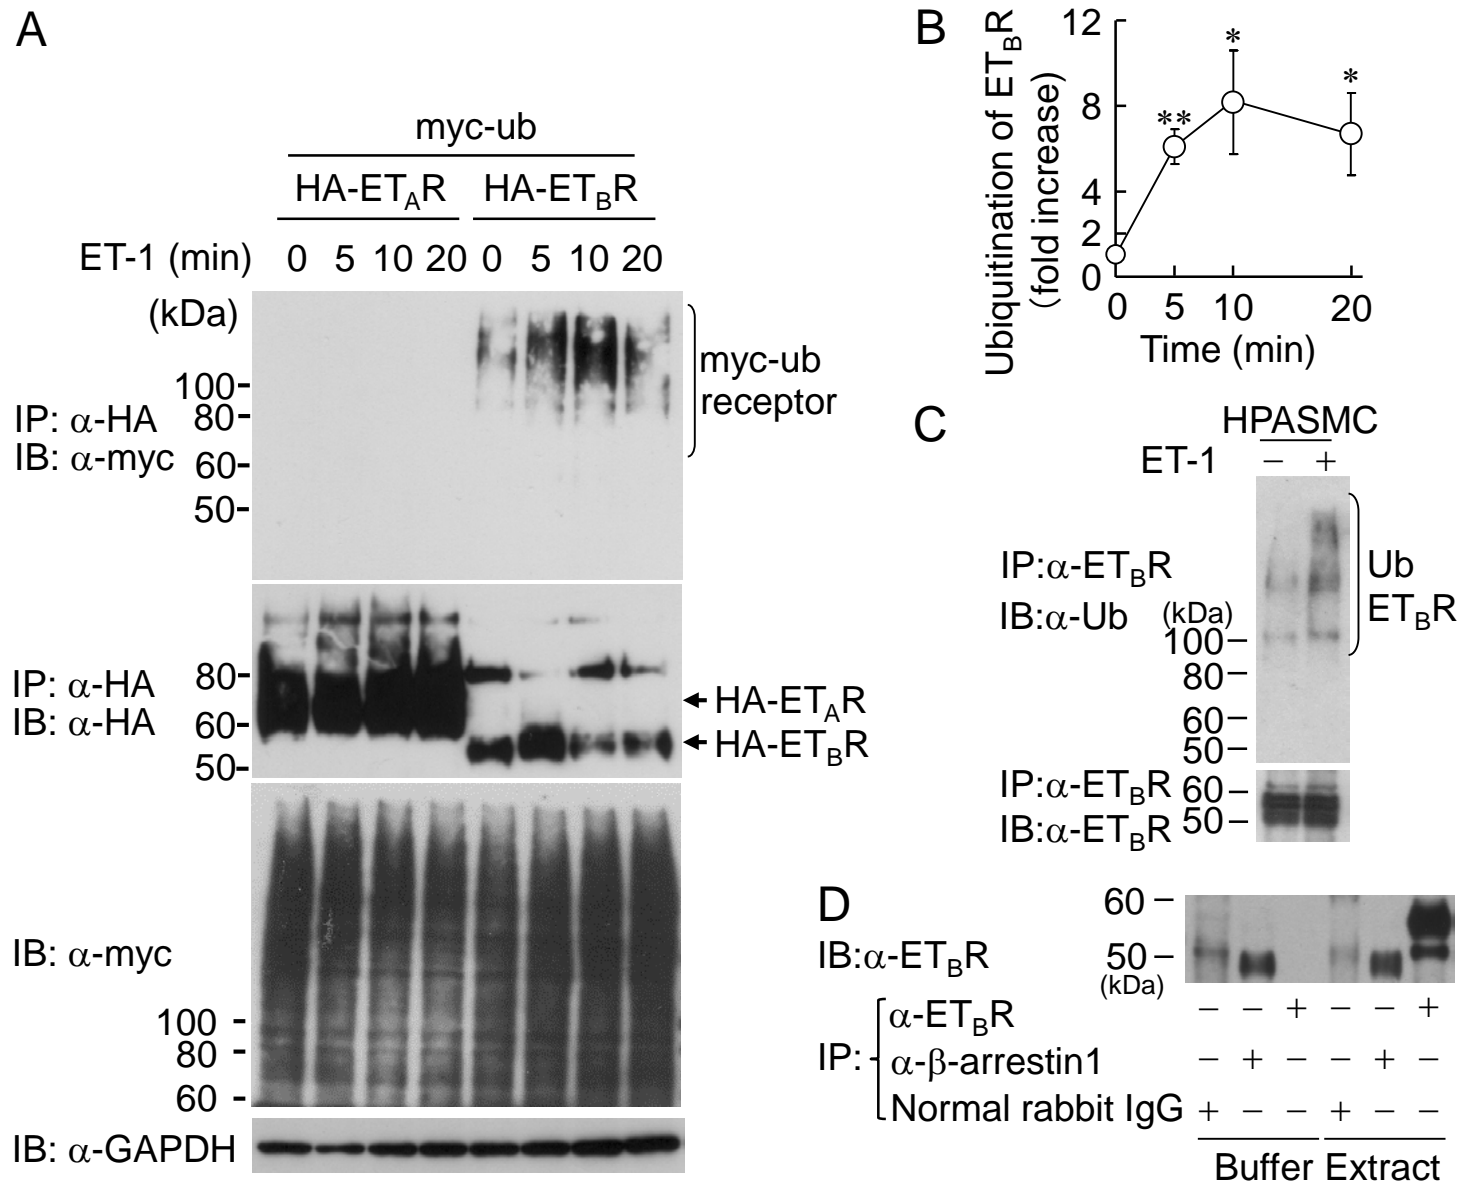 A
myc-ub
HA-ETAR HA-ETBR
ET-1 (min) 0 5 10 20 0 5 10 20
(kDa)
100-
80-
60-
50-
IP: α-HA
IB: α-myc
myc-ub
receptor
80-
60-
50-
IP: α-HA
IB: α-HA
HA-ETAR
HA-ETBR
IB: α-myc
100 -
80 -
60 -
IB: α-GAPDH
B
Ubiquitination of ETBR
(fold increase)
12
8
4
2
0
**
*
*
0 5 10 20
Time (min)
C
HPASMC
ET-1 − +
IP:α-ETBR
IB:α-Ub
(kDa)
100−
80−
60−
50−
Ub
ETBR
IP:α-ETBR 60−
IB:α-ETBR 50−
D
60 −
IB:α-ETBR 50 −
(kDa)
IP:
α-ETBR − − + − − +
α-β-arrestin1 − + − − + −
Normal rabbit IgG + − − + − −
Buffer Extract